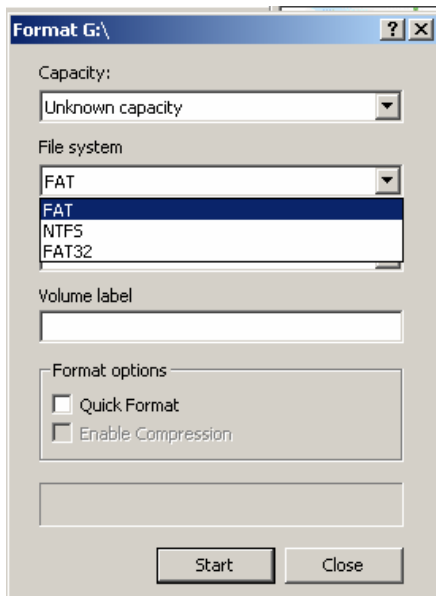 Format G:\
Capacity:
Unknown capacity
File system
FAT
FAT
NTFS
FAT32
Volume label
Format options
Quick Format
Enable Compression
Start
Close